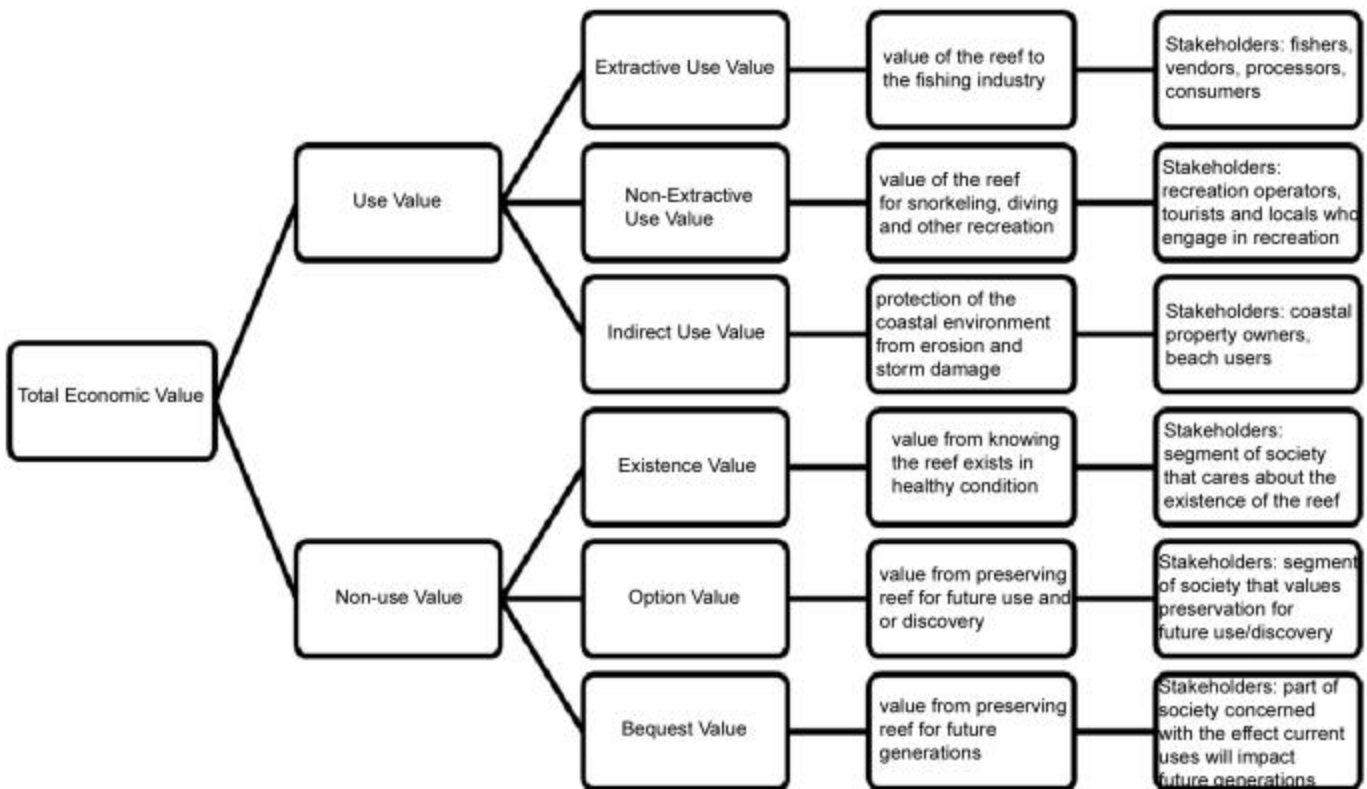 Total Economic Value
Use Value
Extractive Use Value
value of the reef to
the fishing industry
Stakeholders: fishers,
vendors, processors,
consumers
Non-Extractive
Use Value
value of the reef
for snorkeling, diving
and other recreation
Stakeholders:
recreation operators,
tourists and locals who
engage in recreation
Indirect Use Value
protection of the
coastal environment
from erosion and
storm damage
Stakeholders: coastal
property owners,
beach users
Non-use Value
Existence Value
value from knowing
the reef exists in
healthy condition
Stakeholders:
segment of society
that cares about the
existence of the reef
Option Value
value from preserving
reef for future use and
or discovery
Stakeholders: segment
of society that values
preservation for
future use/discovery
Bequest Value
value from preserving
reef for future
generations
Stakeholders: part of
society concerned
with the effect current
uses will impact
future generations